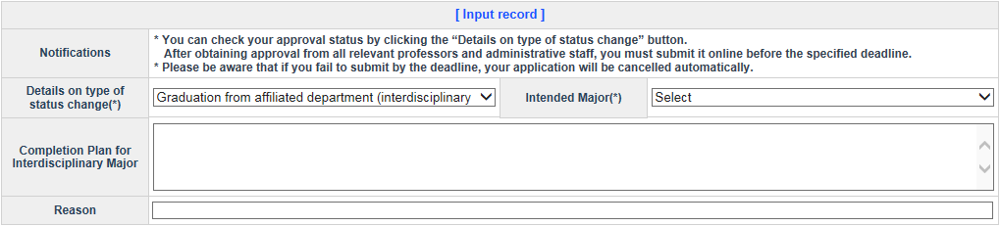 [ Input record ]
Notifications
* You can check your approval status by clicking the “Details on type of status change” button.
After obtaining approval from all relevant professors and administrative staff, you must submit it online before the specified deadline.
* Please be aware that if you fail to submit by the deadline, your application will be cancelled automatically.
Details on type of
status change(*)
Graduation from affiliated department (interdisciplinary
Intended Major(*)
Select
Completion Plan for
Interdisciplinary Major
Reason